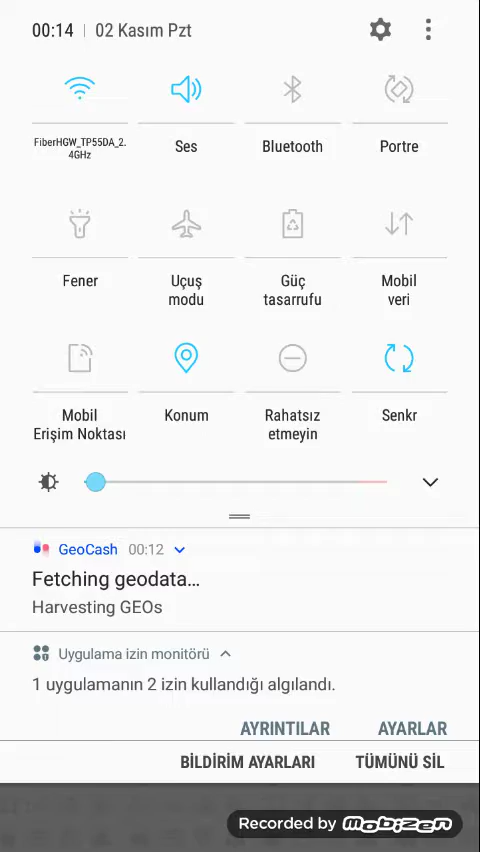 00:14 | 02 Kasım Pzt
FiberHGW_TP55DA_2.
4GHz
Ses
Bluetooth
Portre
Fener
Uçuş
modu
Güç
tasarrufu
Mobil
veri
Mobil
Erişim Noktası
Konum
Rahatsız
etmeyin
Senkr
GeoCash 00:12
Fetching geodata...
Harvesting GEOs
Uygulama izin monitörü
1 uygulamanın 2 izin kullandığı algılandı.
AYRINTILAR AYARLAR
BİLDİRİM AYARLARI TÜMÜNÜ SİL
Recorded by Mobizen